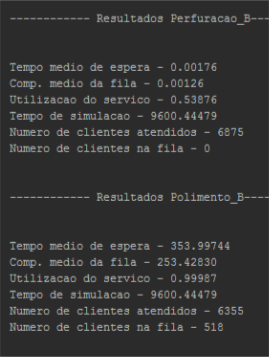 ------------ Resultados Perfuracao_B---
Tempo medio de espera - 0.00176
Comp. medio da fila - 0.00126
Utilizacao do servico - 0.53876
Tempo de simulacao - 9600.44479
Numero de clientes atendidos - 6875
Numero de clientes na fila - 0
------------ Resultados Polimento_B----
Tempo medio de espera - 353.99744
Comp. medio da fila - 253.42830
Utilizacao do servico - 0.99987
Tempo de simulacao - 9600.44479
Numero de clientes atendidos - 6355
Numero de clientes na fila - 518